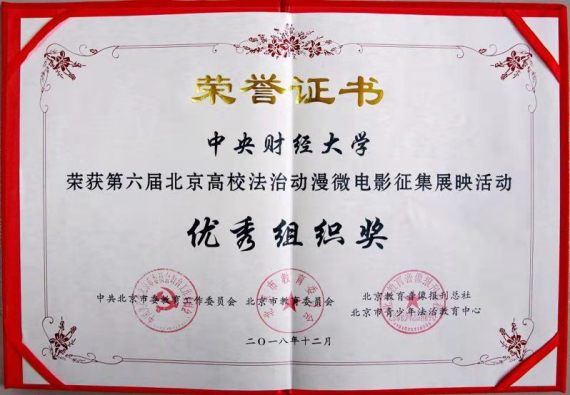 荣誉证书
中央财经大学
荣获第六届北京高校法治动漫微电影征集展映活动
优秀组织奖
中共北京市委教育工作委员会 北京市教育委员会 北京教育音像报刊总社
北京市青少年法治教育中心
二〇一八年十二月